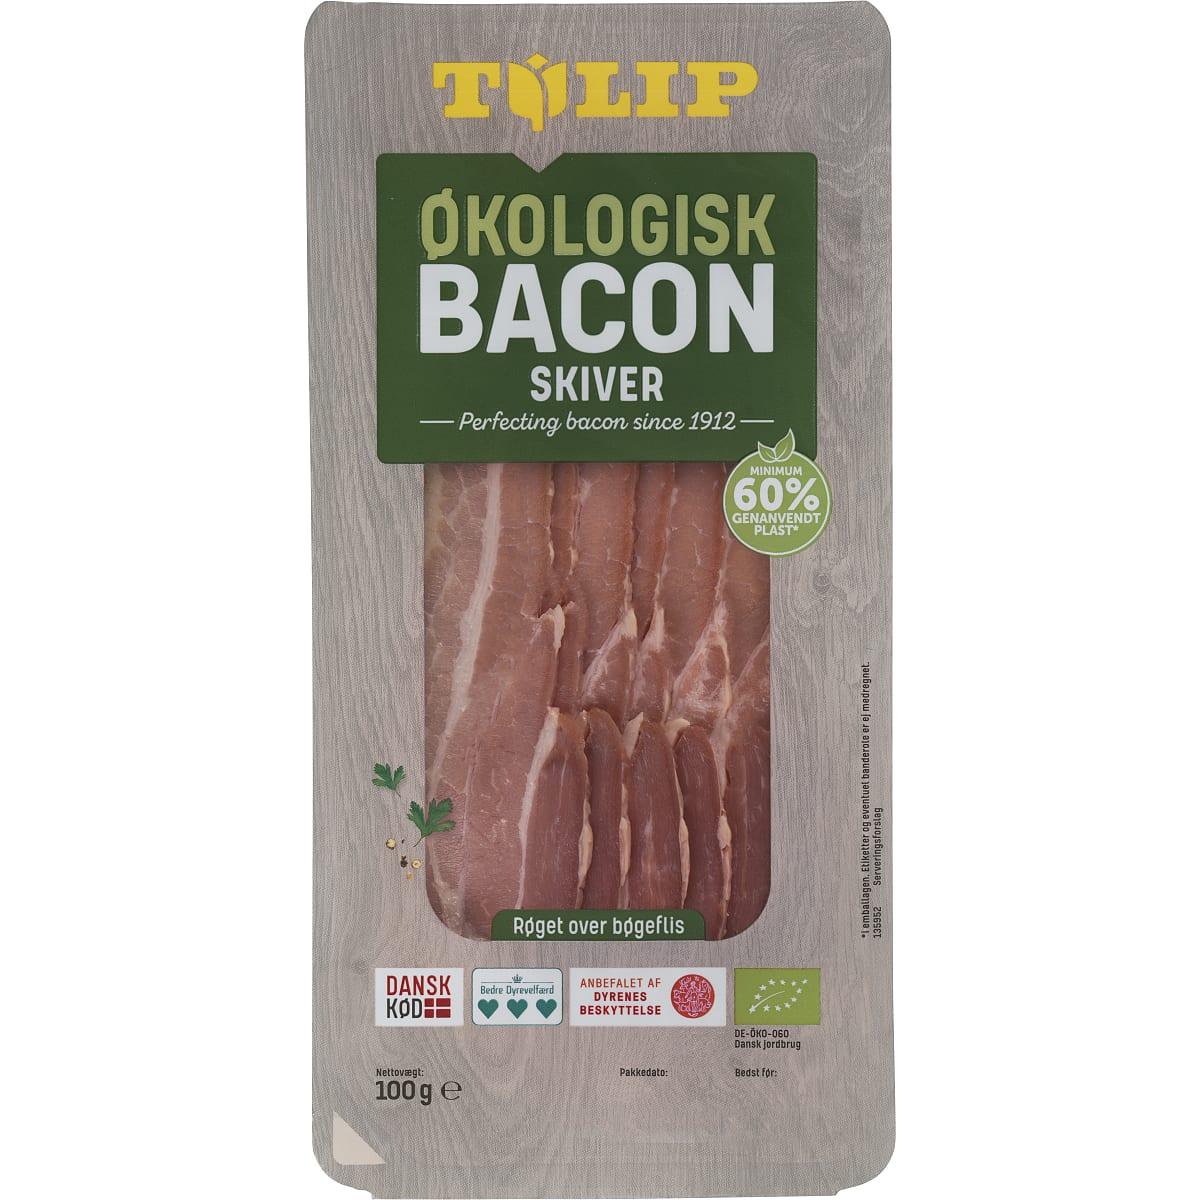 TULIP
ØKOLOGISK
BACON
SKIVER
Perfecting bacon since 1912
MINIMUM
60%
GENANVENDT
PLAST*
*I emballagen. Etiketter og eventuel banderole er ej medregnet.
135952 Serveringsforslag
Røget over bøgeflis
DANSK
KØD
Bedre Dyrevelfærd
ANBEFALET AF
DYRENES
BESKYTTELSE
DE-ÖKO-060
Dansk jordbrug
Nettovægt:
100 g ℮
Pakkedato:
Bedst før: